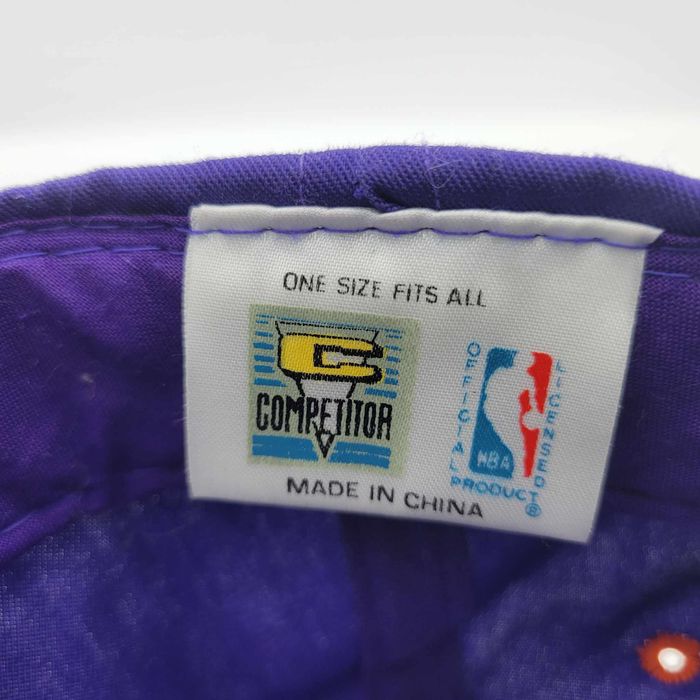 ONE SIZE FITS ALL
C
COMPETITOR
OFFICIAL
LICENSED
NBA
PRODUCT®
MADE IN CHINA